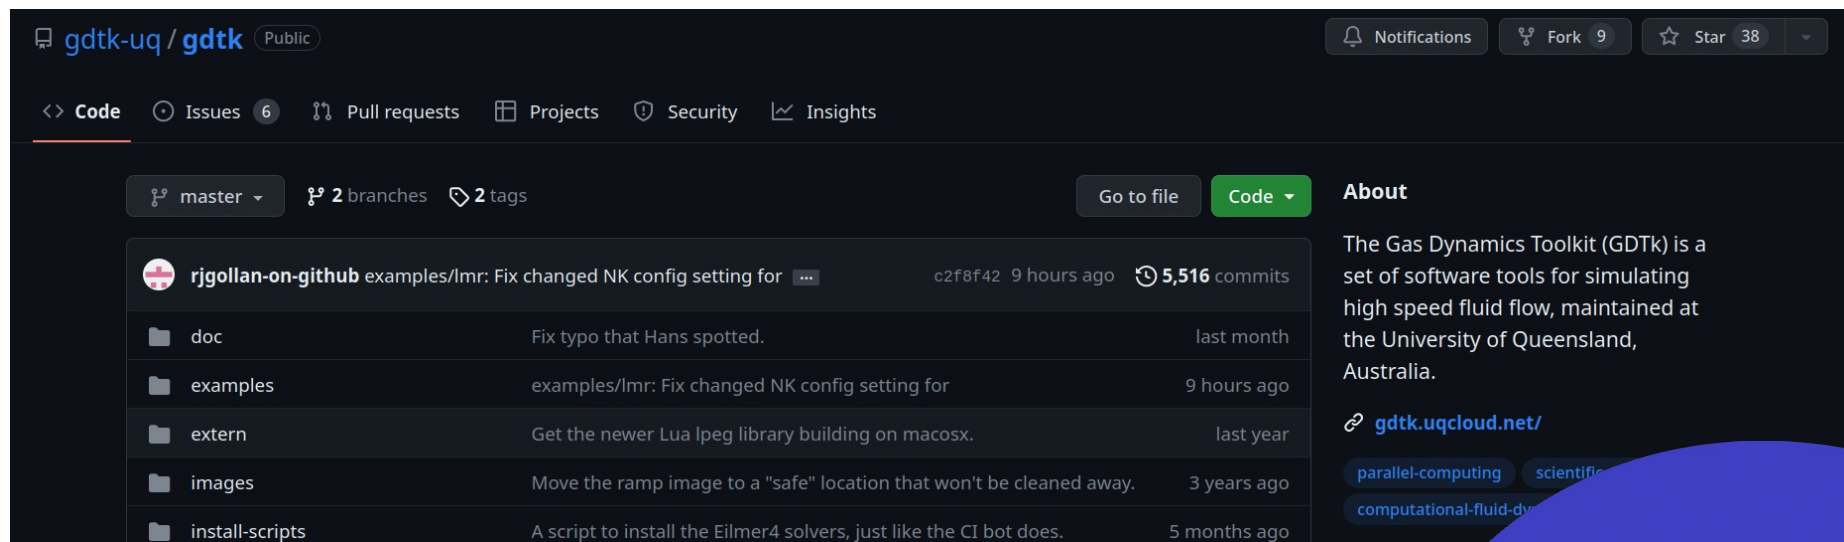 gdtk-uq / gdtk Public Notifications Fork 9 Star 38
Code Issues 6 Pull requests Projects Security Insights
master 2 branches 2 tags Go to file Code
rjgollan-on-github examples/lmr: Fix changed NK config setting for ... c2f8f42 9 hours ago 5,516 commits
doc Fix typo that Hans spotted. last month
examples examples/lmr: Fix changed NK config setting for 9 hours ago
extern Get the newer Lua lpeg library building on macosx. last year
images Move the ramp image to a "safe" location that won't be cleaned away. 3 years ago
install-scripts A script to install the Eilmer4 solvers, just like the CI bot does. 5 months ago
About
The Gas Dynamics Toolkit (GDTk) is a
set of software tools for simulating
high speed fluid flow, maintained at
the University of Queensland,
Australia.
gdtk.uqcloud.net/
parallel-computing scientific
computational-fluid-dy